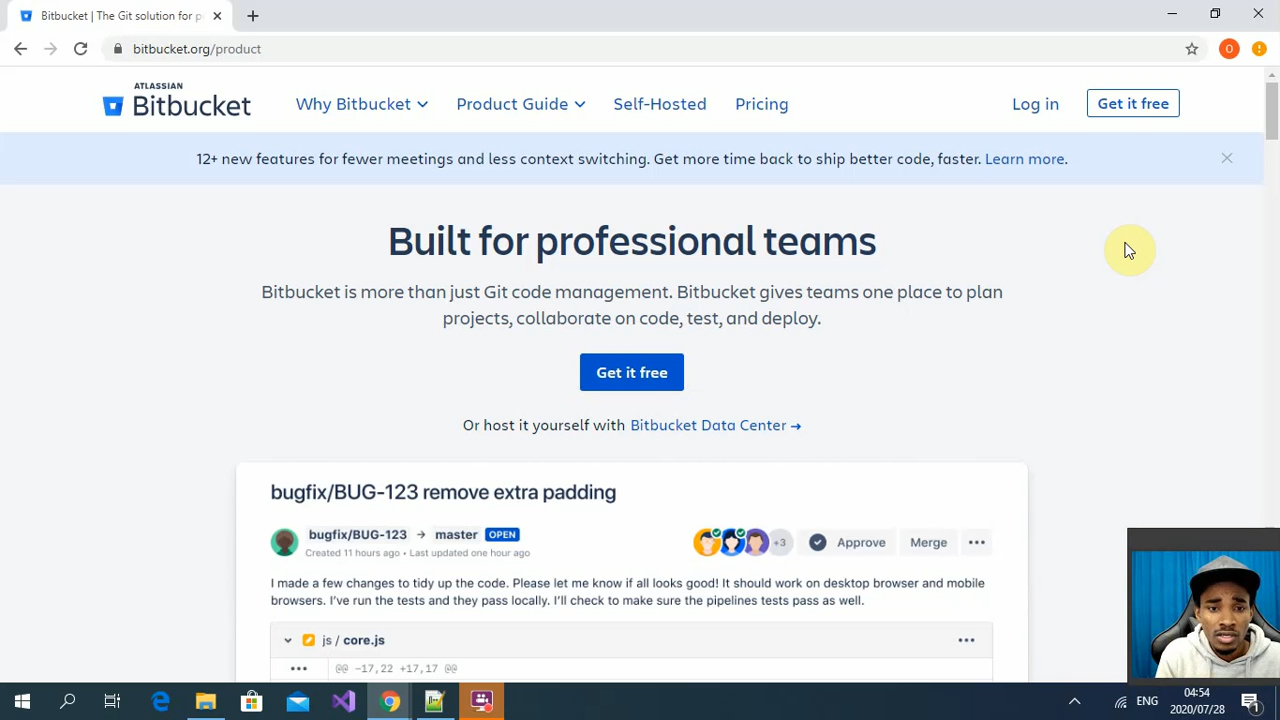 Bitbucket | The Git solution for p
bitbucket.org/product
O
ATLASSIAN
Bitbucket
Why Bitbucket
Product Guide
Self-Hosted
Pricing
Log in
Get it free
12+ new features for fewer meetings and less context switching. Get more time back to ship better code, faster. Learn more.
Built for professional teams
Bitbucket is more than just Git code management. Bitbucket gives teams one place to plan
projects, collaborate on code, test, and deploy.
Get it free
Or host it yourself with Bitbucket Data Center →
bugfix/BUG-123 remove extra padding
bugfix/BUG-123 → master OPEN
Created 11 hours ago • Last updated one hour ago
+3
Approve
Merge
I made a few changes to tidy up the code. Please let me know if all looks good! It should work on desktop browser and mobile
browsers. I've run the tests and they pass locally. I'll check to make sure the pipelines tests pass as well.
js / core.js
@@ -17,22 +17,17 @@
ENG
04:54
2020/07/28
1